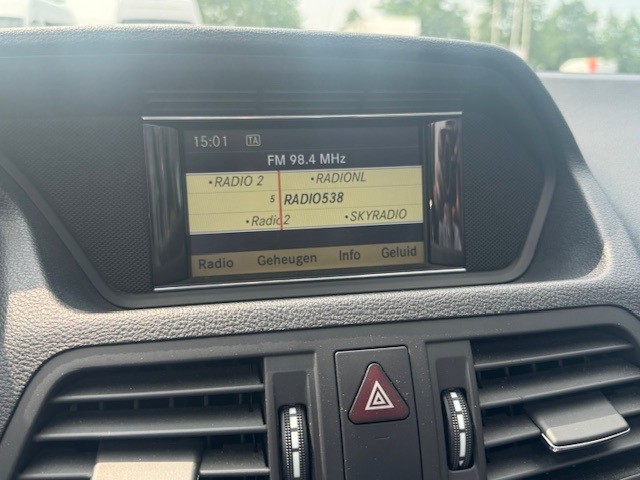 15:01 TA
FM 98.4 MHz
•RADIO 2 •RADIONL
5 RADIO538
•Radio2 •SKYRADIO
Radio Geheugen Info Geluid